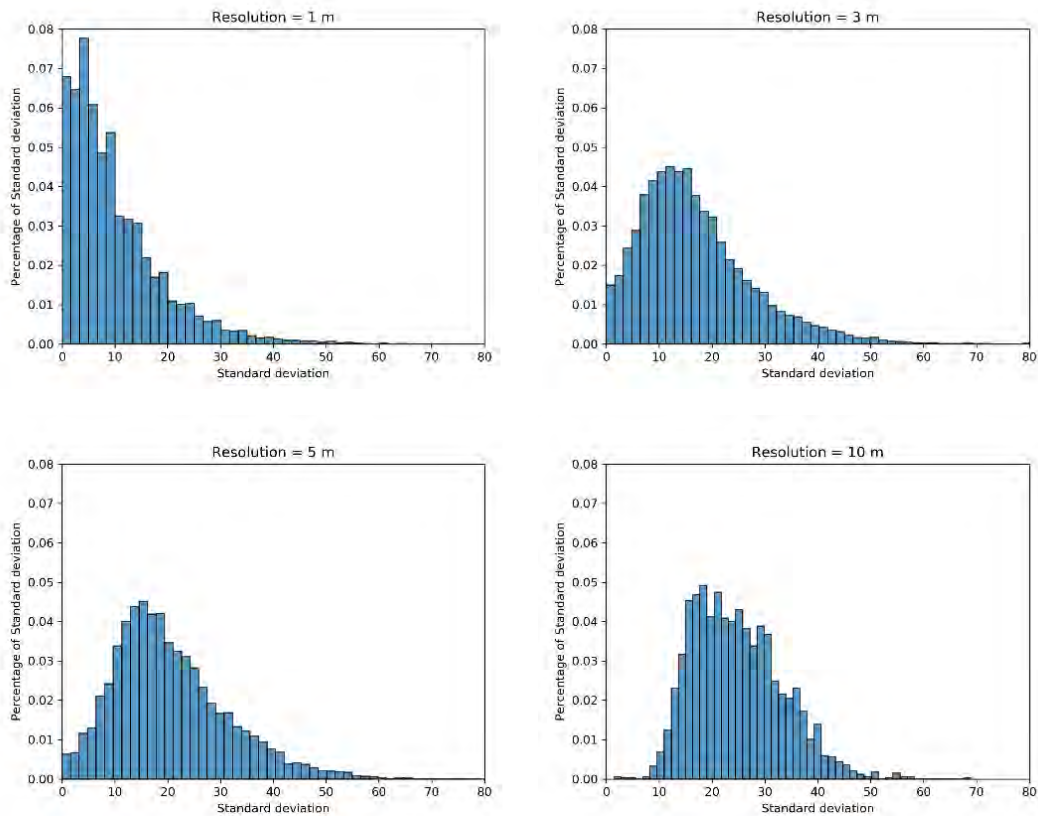 Resolution = 1 m
Percentage of Standard deviation
0.08
0.07
0.06
0.05
0.04
0.03
0.02
0.01
0.00
0 10 20 30 40 50 60 70 80
Standard deviation
Resolution = 3 m
Percentage of Standard deviation
0.08
0.07
0.06
0.05
0.04
0.03
0.02
0.01
0.00
0 10 20 30 40 50 60 70 80
Standard deviation
Resolution = 5 m
Percentage of Standard deviation
0.08
0.07
0.06
0.05
0.04
0.03
0.02
0.01
0.00
0 10 20 30 40 50 60 70 80
Standard deviation
Resolution = 10 m
Percentage of Standard deviation
0.08
0.07
0.06
0.05
0.04
0.03
0.02
0.01
0.00
0 10 20 30 40 50 60 70 80
Standard deviation